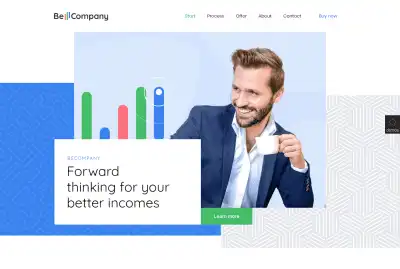 Be Company
Start Process Offer About Contact Buy now
BECOMPANY
Forward
thinking for your
better incomes
Learn more